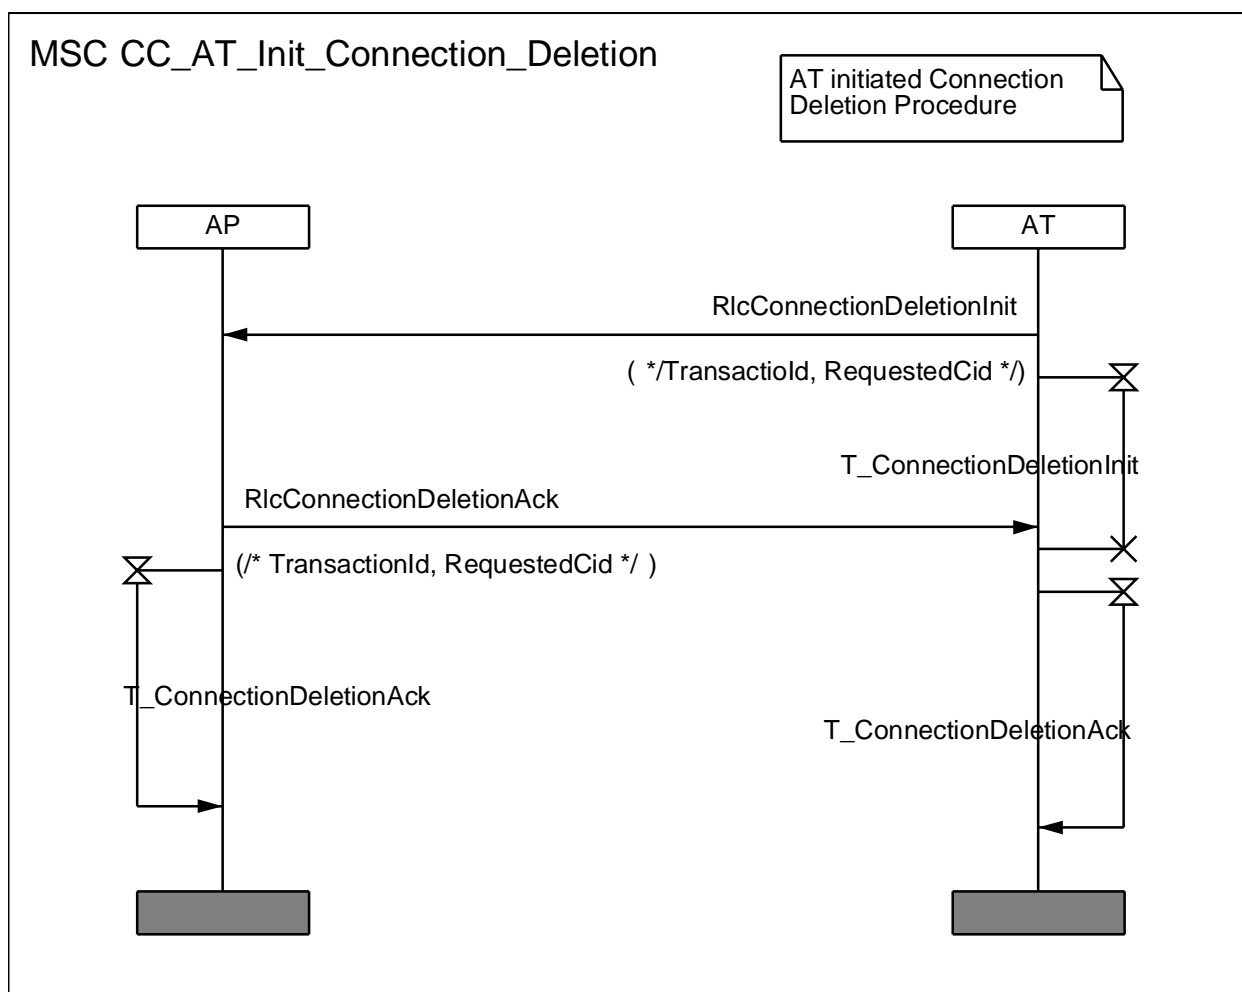 MSC CC_AT_Init_Connection_Deletion
AT initiated Connection
Deletion Procedure
AP
AT
RlcConnectionDeletionInit
( */TransactioId, RequestedCid */)
T_ConnectionDeletionInit
RlcConnectionDeletionAck
(/* TransactionId, RequestedCid */ )
T_ConnectionDeletionAck
T_ConnectionDeletionAck